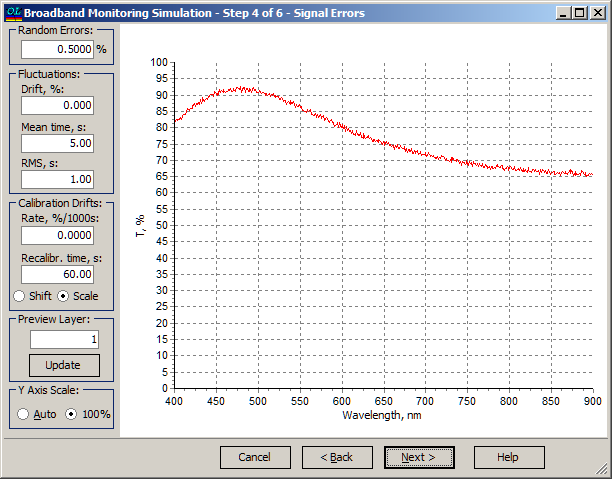 OL Broadband Monitoring Simulation - Step 4 of 6 - Signal Errors
Random Errors:
0.5000 %
Fluctuations:
Drift, %:
0.000
Mean time, s:
5.00
RMS, s:
1.00
Calibration Drifts:
Rate, %/1000s:
0.0000
Recalibr. time, s:
60.00
Shift Scale
Preview Layer:
1
Update
Y Axis Scale:
Auto 100%
T, %
100
95
90
85
80
75
70
65
60
55
50
45
40
35
30
25
20
15
10
5
0
400 450 500 550 600 650 700 750 800 850 900
Wavelength, nm
Cancel < Back Next > Help